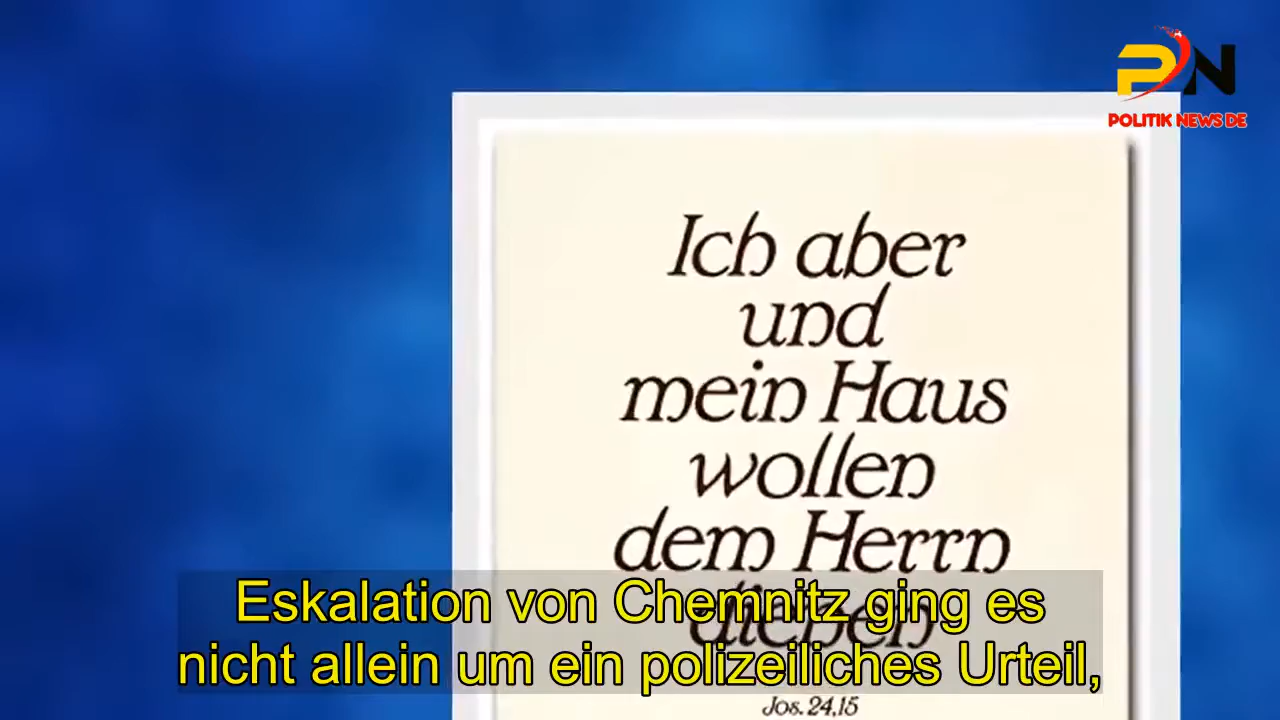 PN
POLITIK NEWS DE
Ich aber
und
mein Haus
wollen
dem Herrn
dienen
Eskalation von Chemnitz ging es
nicht allein um ein polizeiliches Urteil,
Jos. 24,15